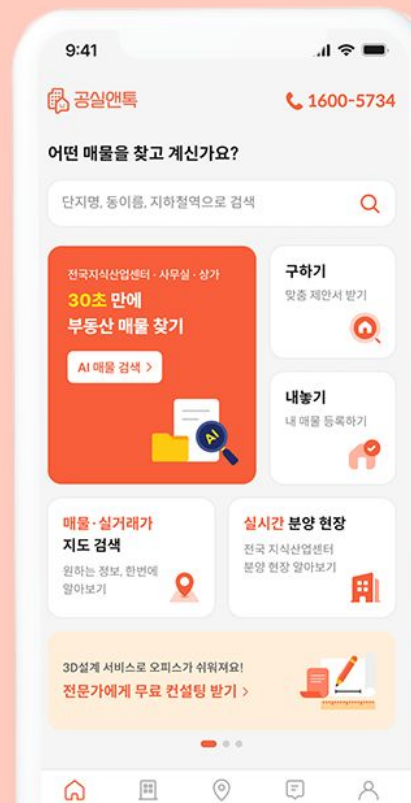 9:41
공실앤톡
1600-5734
어떤 매물을 찾고 계신가요?
단지명, 동이름, 지하철역으로 검색
전국지식산업센터 · 사무실 · 상가
30초 만에
부동산 매물 찾기
AI 매물 검색 >
AI
구하기
맞춤 제안서 받기
내놓기
내 매물 등록하기
매물·실거래가
지도 검색
원하는 정보, 한번에
알아보기
실시간 분양 현장
전국 지식산업센터
분양 현장 알아보기
3D설계 서비스로 오피스가 쉬워져요!
전문가에게 무료 컨설팅 받기 >